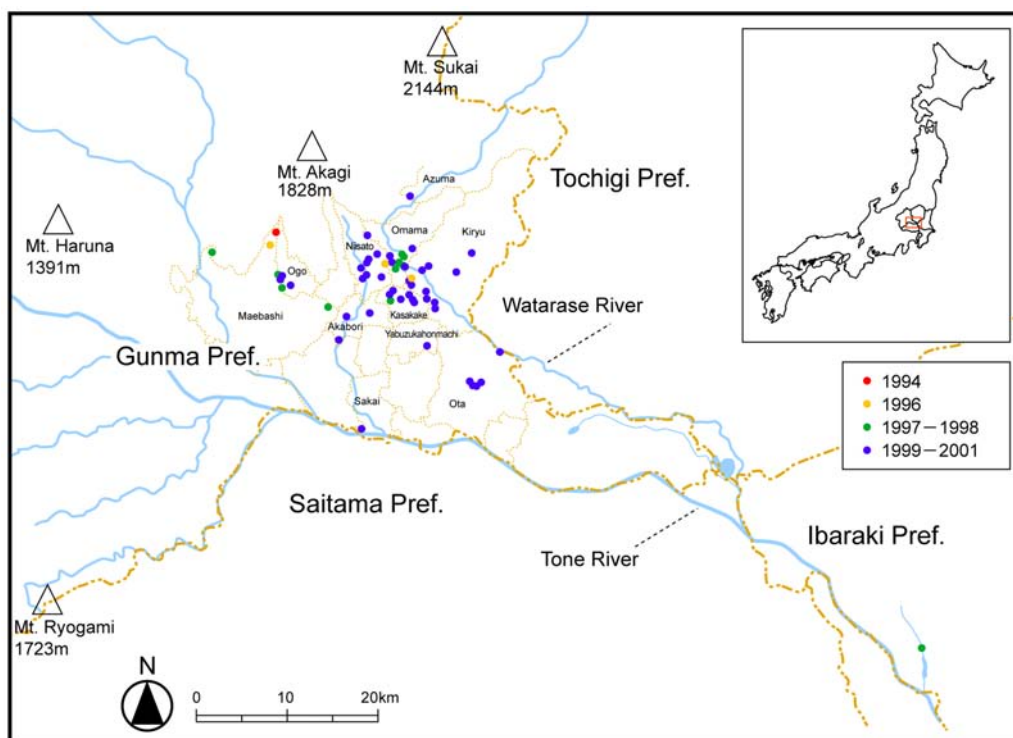 Mt. Sukai
2144m
Mt. Akagi
1828m
Azuma
Tochigi Pref.
Mt. Haruna
1391m
Omama
Kiryu
Niisato
Ogo
Maebashi
Akabori
Kasakake
Yabuzukahonmachi
Watarase River
Gunma Pref.
Sakai
Ota
1994
1996
1997－1998
1999－2001
Saitama Pref.
Tone River
Ibaraki Pref.
Mt. Ryogami
1723m
N
0 10 20km